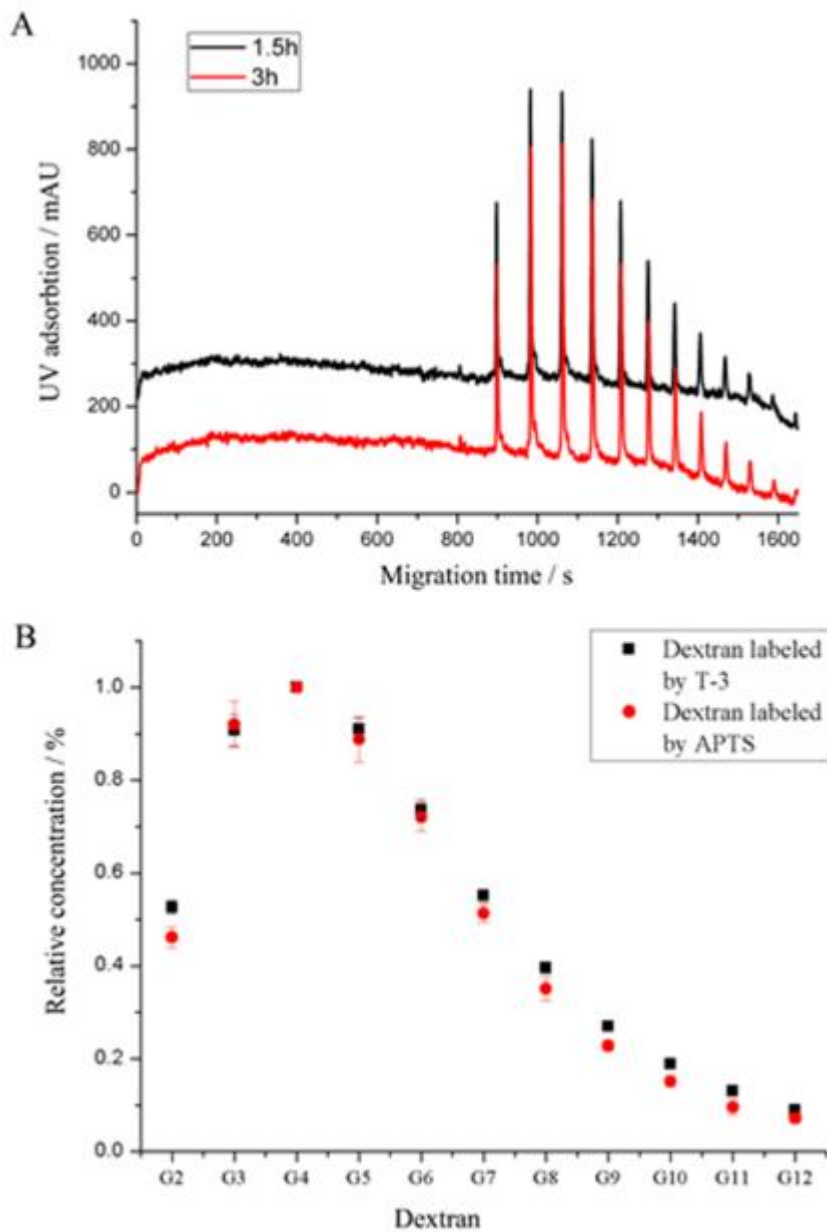 A
1.5h
3h
1000
800
600
400
200
0
UV adsorbtion / mAU
0 200 400 600 800 1000 1200 1400 1600
Migration time / s
B
Dextran labeled
by T-3
Dextran labeled
by APTS
1.0
0.8
0.6
0.4
0.2
0.0
Relative concentration / %
G2 G3 G4 G5 G6 G7 G8 G9 G10 G11 G12
Dextran